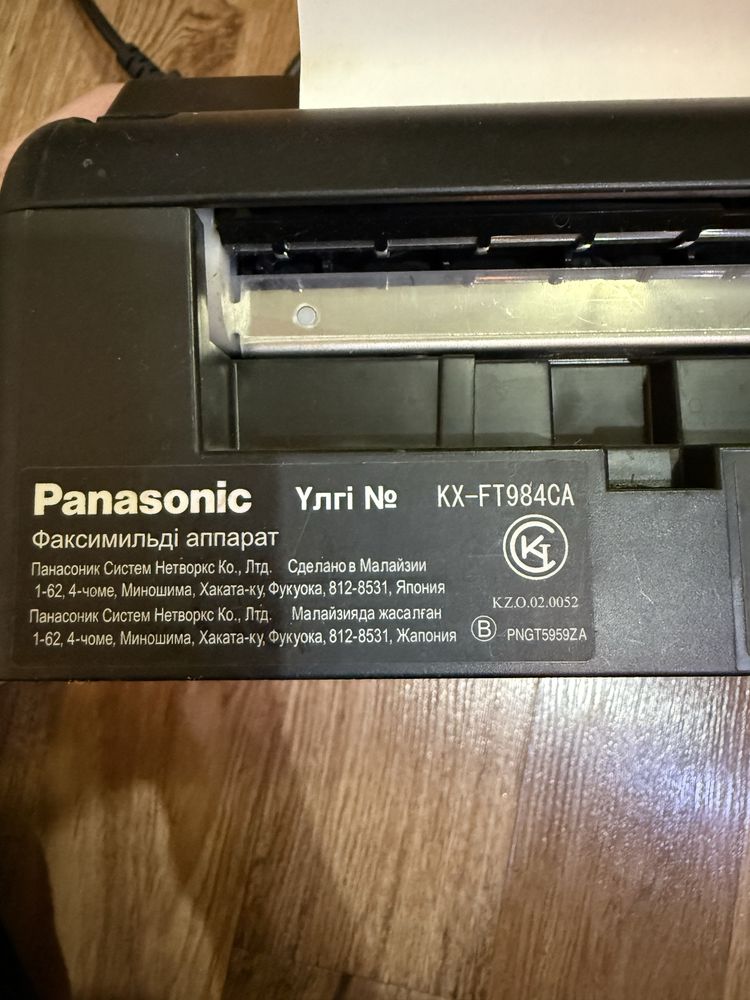 Panasonic Үлгі № KX-FT984CA
Факсимильді аппарат
Панасоник Систем Нетворкс Ко., Лтд. Сделано в Малайзии
1-62, 4-чоме, Миношима, Хаката-ку, Фукуока, 812-8531, Япония
Панасоник Систем Нетворкс Ко., Лтд. Малайзияда жасалған
1-62, 4-чоме, Миношима, Хаката-ку, Фукуока, 812-8531, Жапония
KZ.O.02.0052
B PNGT5959ZA